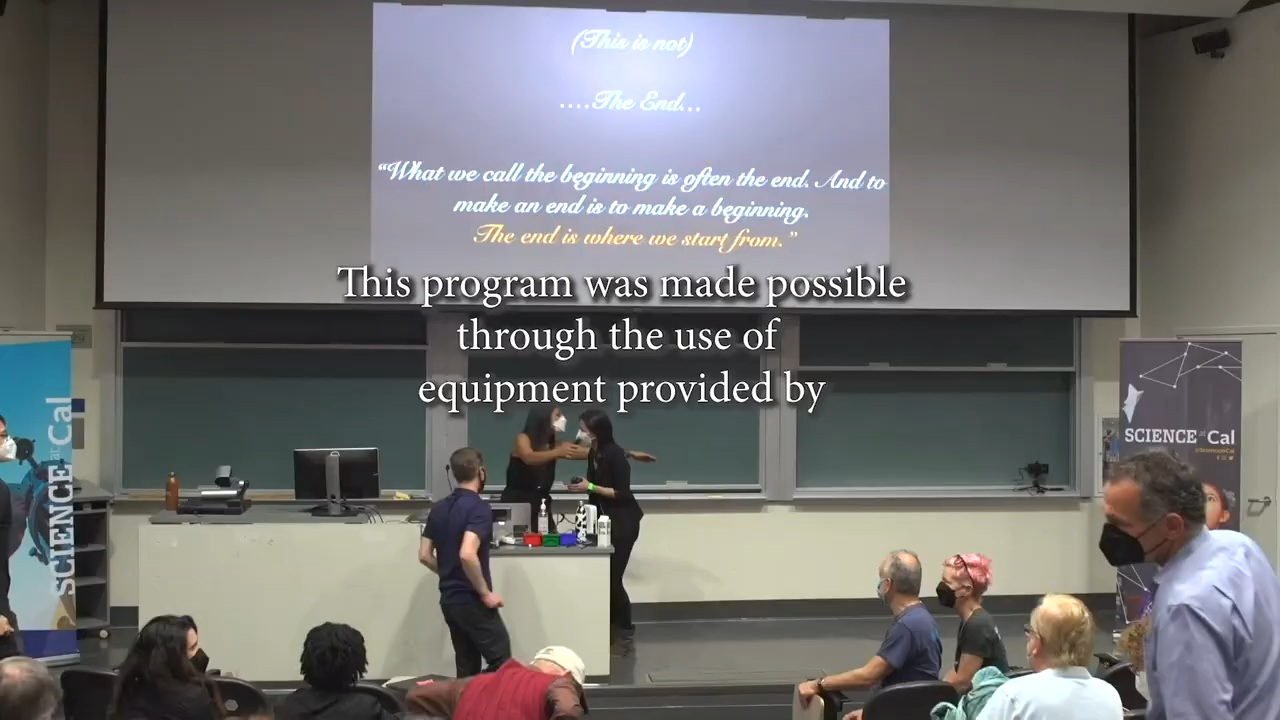 (This is not)
....The End...
“What we call the beginning is often the end. And to
make an end is to make a beginning.
The end is where we start from.”
This program was made possible
through the use of
equipment provided by
SCIENCE at Cal
SCIENCE at Cal